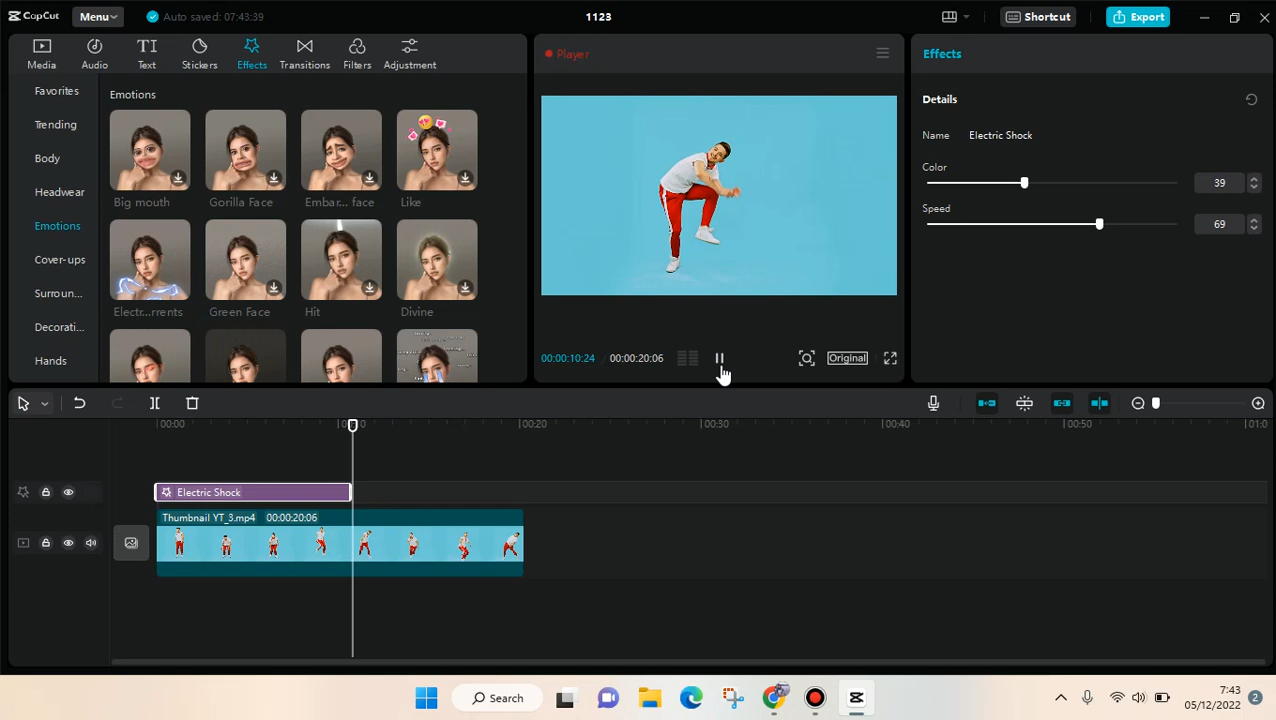 CapCut Menu Auto saved: 07:43:39 1123 Shortcut Export
Media Audio Text Stickers Effects Transitions Filters Adjustment
Favorites
Trending
Body
Headwear
Emotions
Cover-ups
Surroun...
Decorati...
Hands
Emotions
Big mouth Gorilla Face Embar... face Like
Electr...rrents Green Face Hit Divine
Player
00:00:10:24 00:00:20:06 Original
Effects
Details
Name Electric Shock
Color 39
Speed 69
00:00 00:20 00:30 00:40 00:50 01:0
Electric Shock
Thumbnail YT_3.mp4 00:00:20:06
Search
7:43
05/12/2022
2